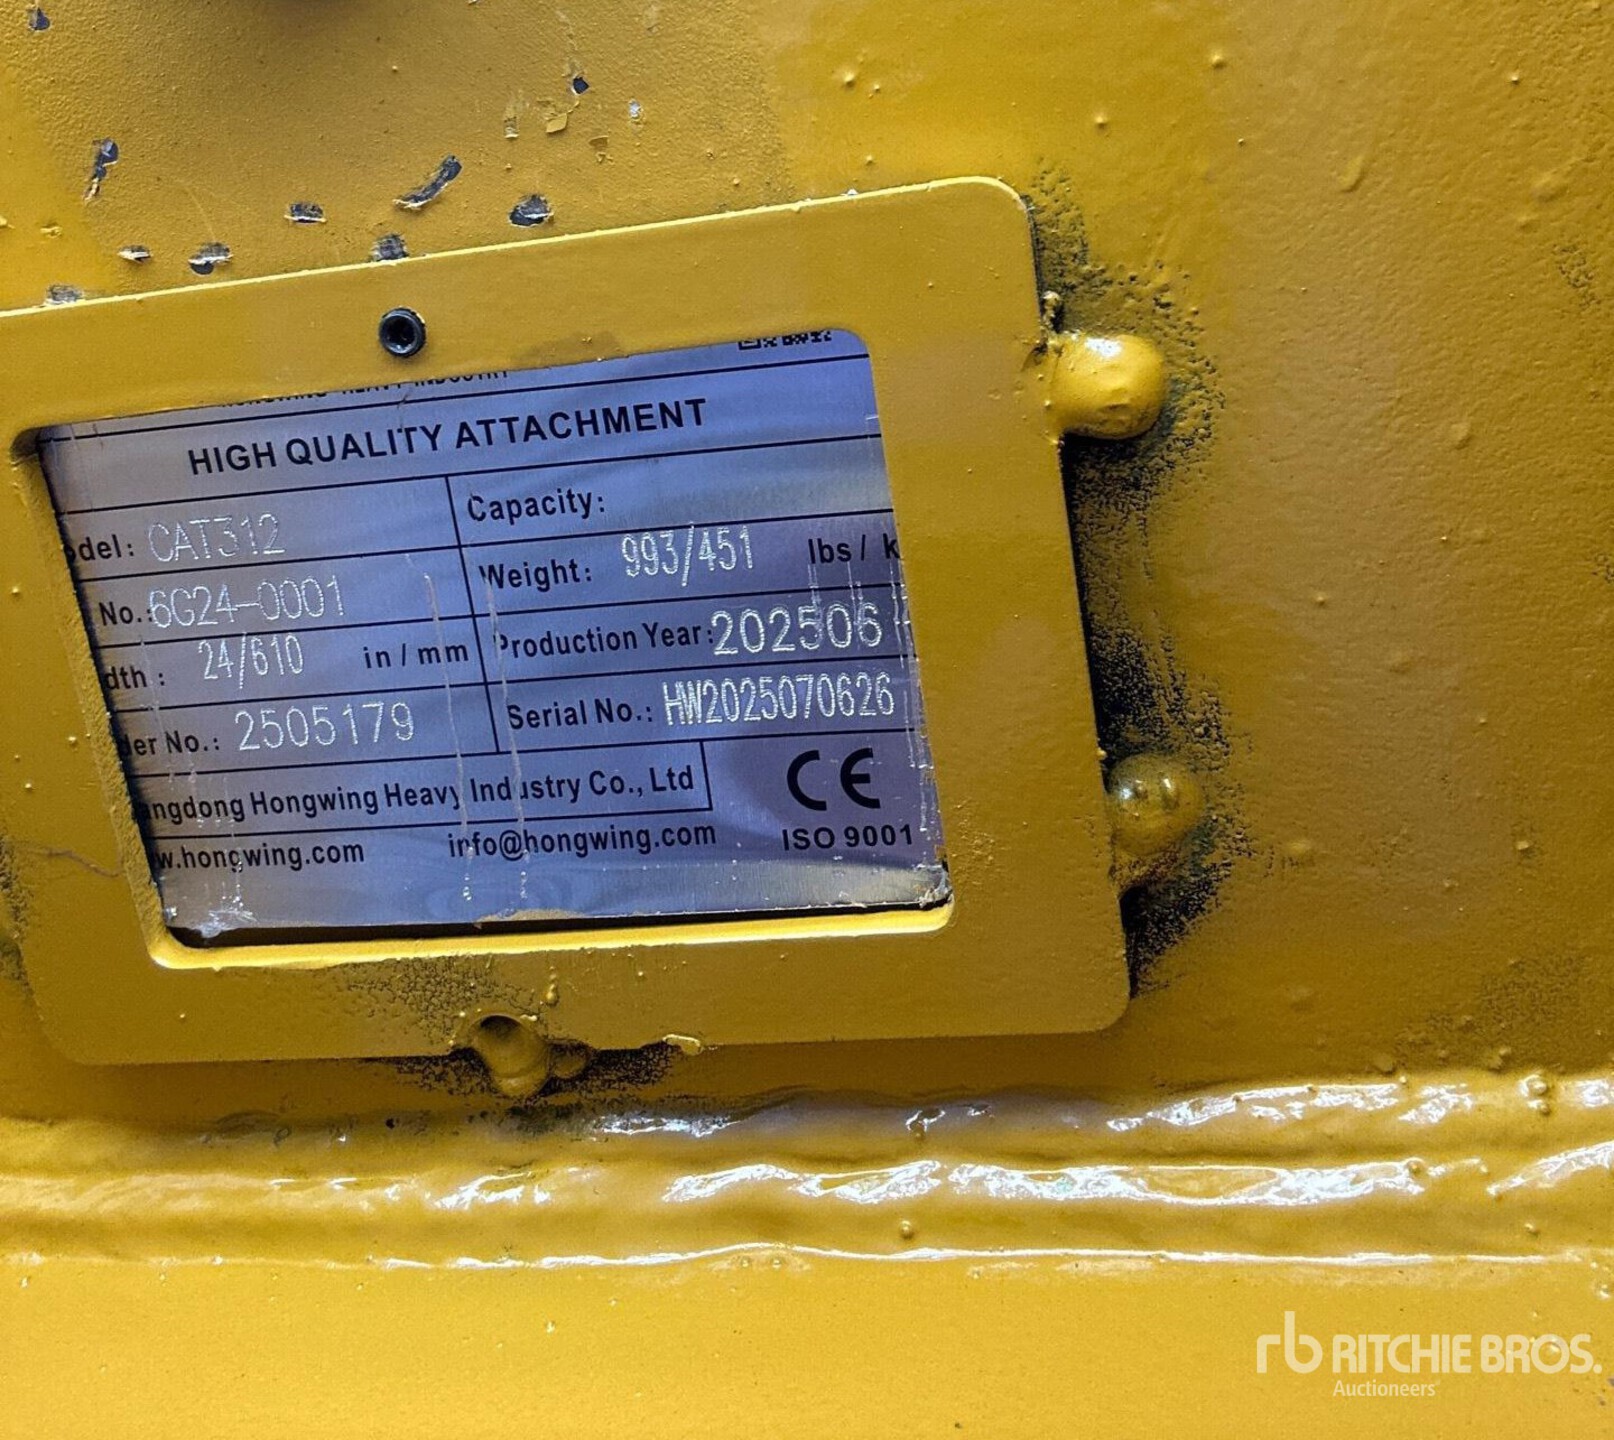 HIGH QUALITY ATTACHMENT
odel: CAT312
Capacity:
No.: 6G24-0001
Weight: 993/451 lbs / k
dth : 24/610 in / mm
Production Year: 202506
der No.: 2505179
Serial No.: HW2025070626
angdong Hongwing Heavy Industry Co., Ltd
CE
w.hongwing.com info@hongwing.com
ISO 9001
rb RITCHIE BROS.
Auctioneers